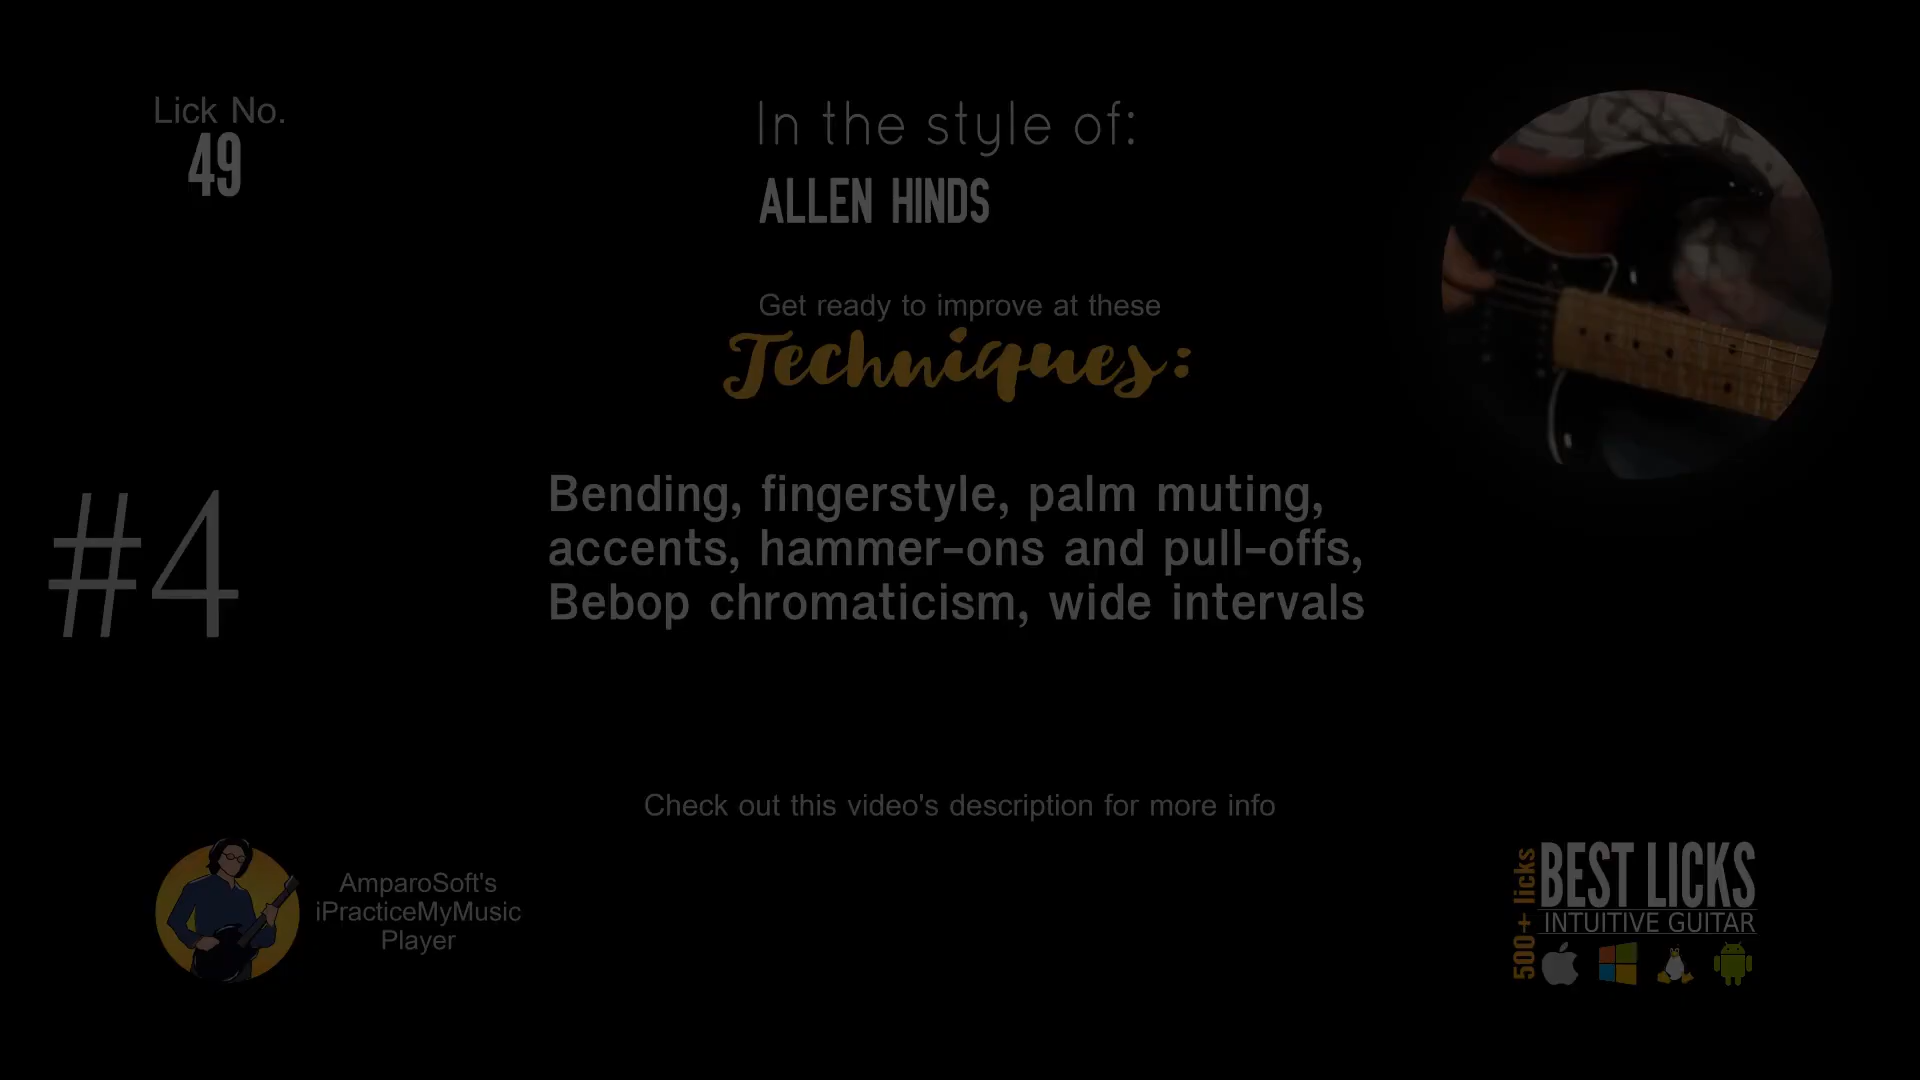 Lick No.
49
In the style of:
ALLEN HINDS
Get ready to improve at these
Techniques:
#4
Bending, fingerstyle, palm muting,
accents, hammer-ons and pull-offs,
Bebop chromaticism, wide intervals
Check out this video's description for more info
AmparoSoft's
iPracticeMyMusic
Player
500+ licks
BEST LICKS
INTUITIVE GUITAR